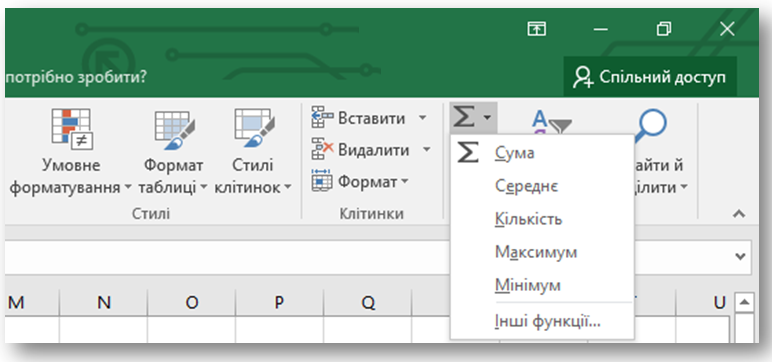 потрібно зробити?
Спільний доступ
Умовне
форматування
Формат
таблиці
Стилі
клітинок
Стилі
Вставити
Видалити
Формат
Клітинки
Σ
Σ Сума
Середнє
Кількість
Максимум
Мінімум
Інші функції...
айти й
ілити
M N O P Q U